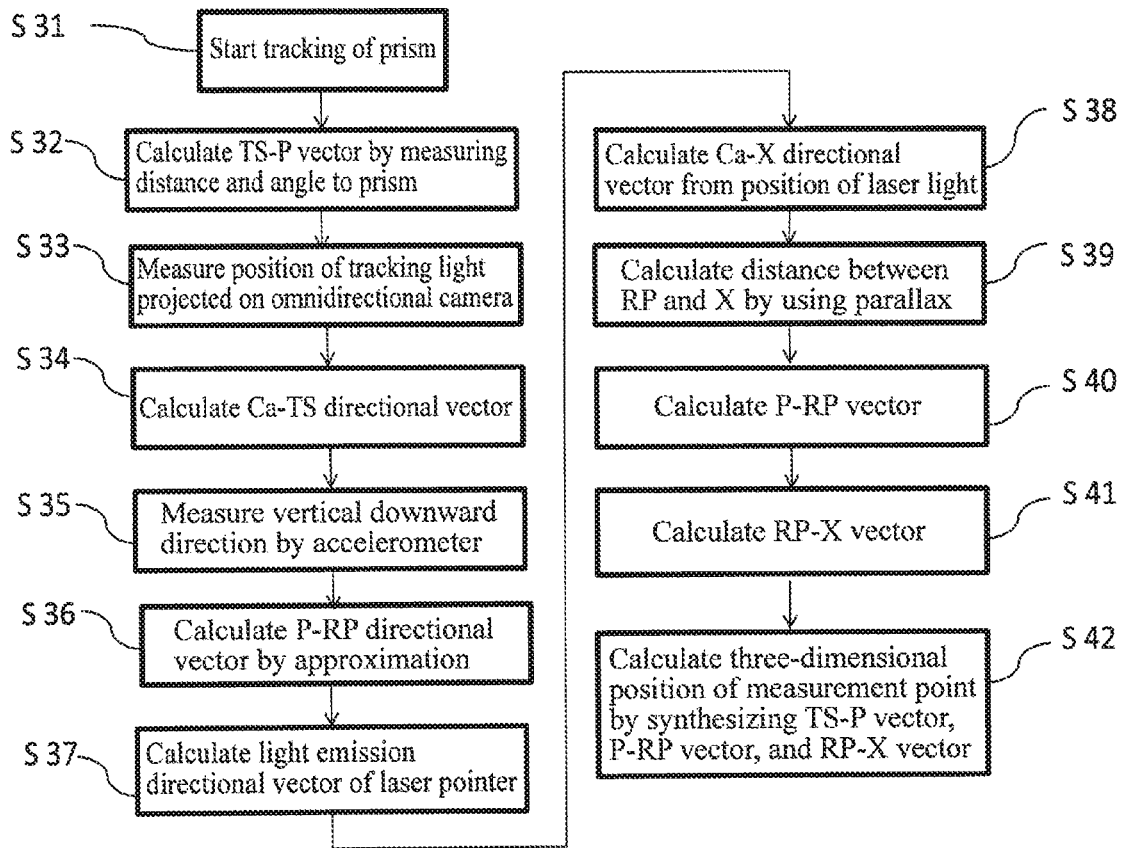 S 31
Start tracking of prism
S 32
Calculate TS-P vector by measuring
distance and angle to prism
S 33
Measure position of tracking light
projected on omnidirectional camera
S 34
Calculate Ca-TS directional vector
S 35
Measure vertical downward
direction by accelerometer
S 36
Calculate P-RP directional
vector by approximation
S 37
Calculate light emission
directional vector of laser pointer
S 38
Calculate Ca-X directional
vector from position of laser light
S 39
Calculate distance between
RP and X by using parallax
S 40
Calculate P-RP vector
S 41
Calculate RP-X vector
S 42
Calculate three-dimensional
position of measurement point
by synthesizing TS-P vector,
P-RP vector, and RP-X vector